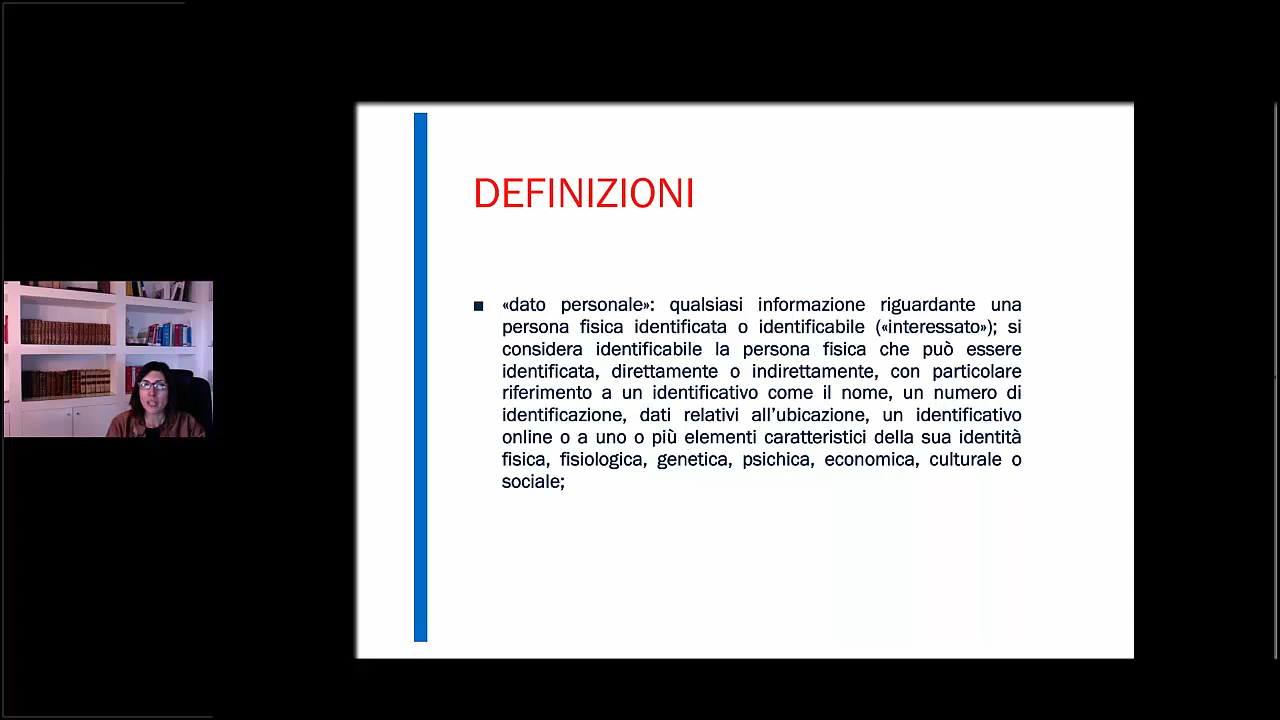 DEFINIZIONI
«dato personale»: qualsiasi informazione riguardante una
persona fisica identificata o identificabile («interessato»); si
considera identificabile la persona fisica che può essere
identificata, direttamente o indirettamente, con particolare
riferimento a un identificativo come il nome, un numero di
identificazione, dati relativi all’ubicazione, un identificativo
online o a uno o più elementi caratteristici della sua identità
fisica, fisiologica, genetica, psichica, economica, culturale o
sociale;